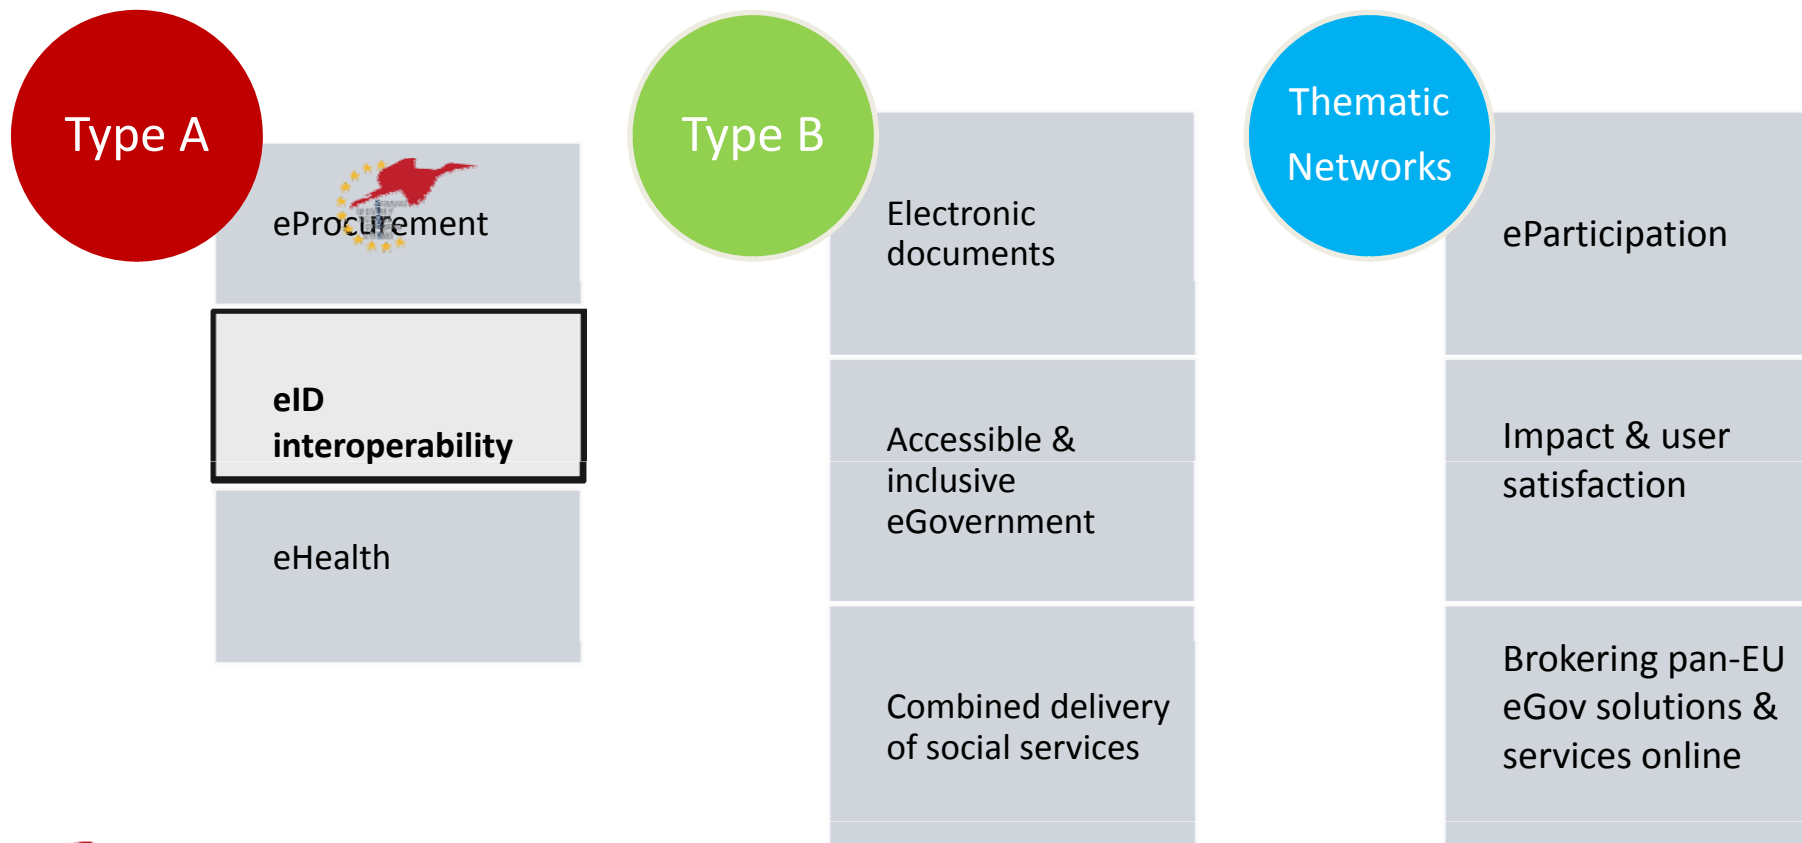 Type A
eProcurement
eID
interoperability
eHealth
Type B
Electronic
documents
Accessible &
inclusive
eGovernment
Combined delivery
of social services
Thematic
Networks
eParticipation
Impact & user
satisfaction
Brokering pan-EU
eGov solutions &
services online